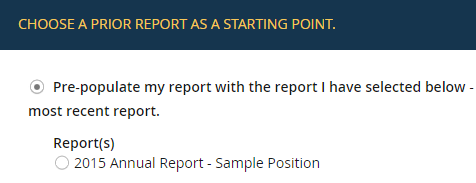 CHOOSE A PRIOR REPORT AS A STARTING POINT.
Pre-populate my report with the report I have selected below -
most recent report.
Report(s)
2015 Annual Report - Sample Position